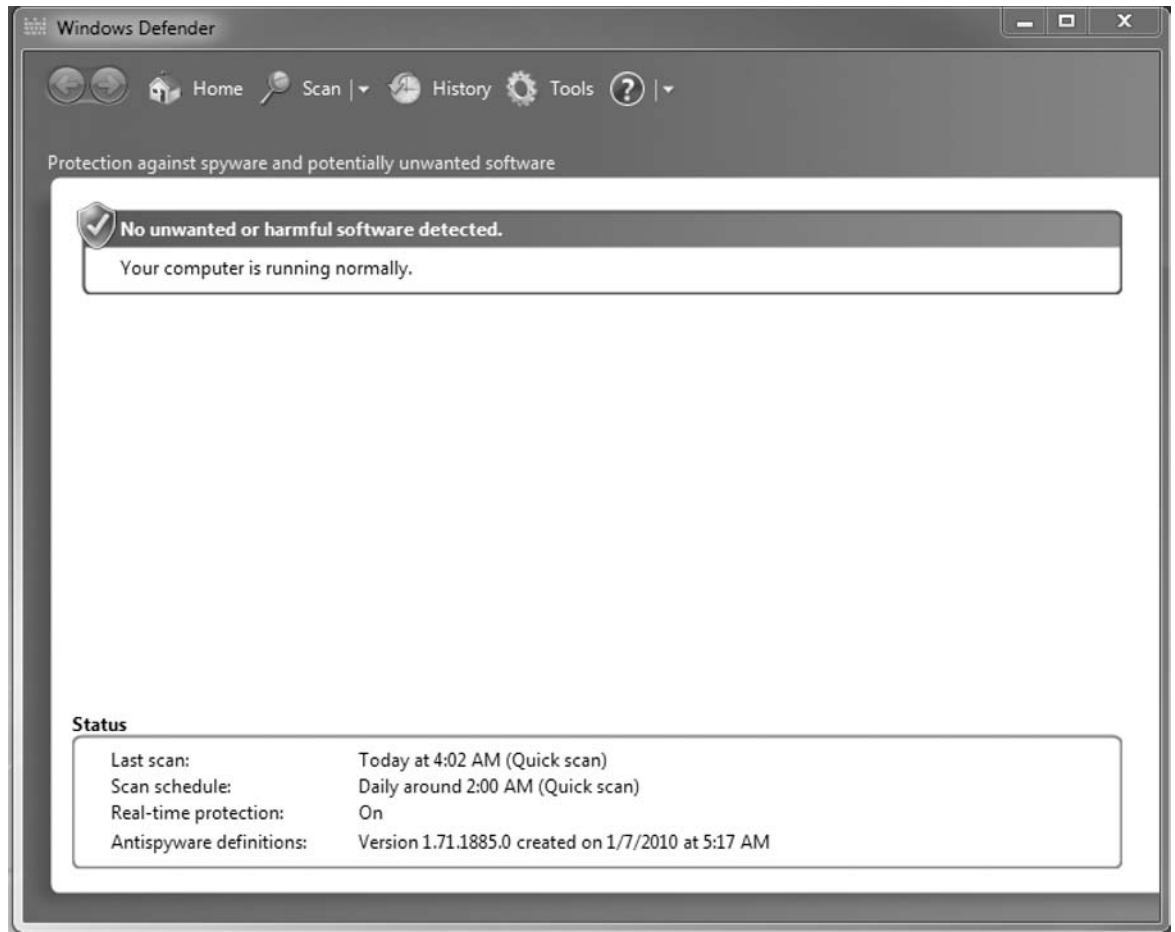 Windows Defender
Home Scan History Tools ?
Protection against spyware and potentially unwanted software
No unwanted or harmful software detected.
Your computer is running normally.
Status
Last scan: Today at 4:02 AM (Quick scan)
Scan schedule: Daily around 2:00 AM (Quick scan)
Real-time protection: On
Antispyware definitions: Version 1.71.1885.0 created on 1/7/2010 at 5:17 AM